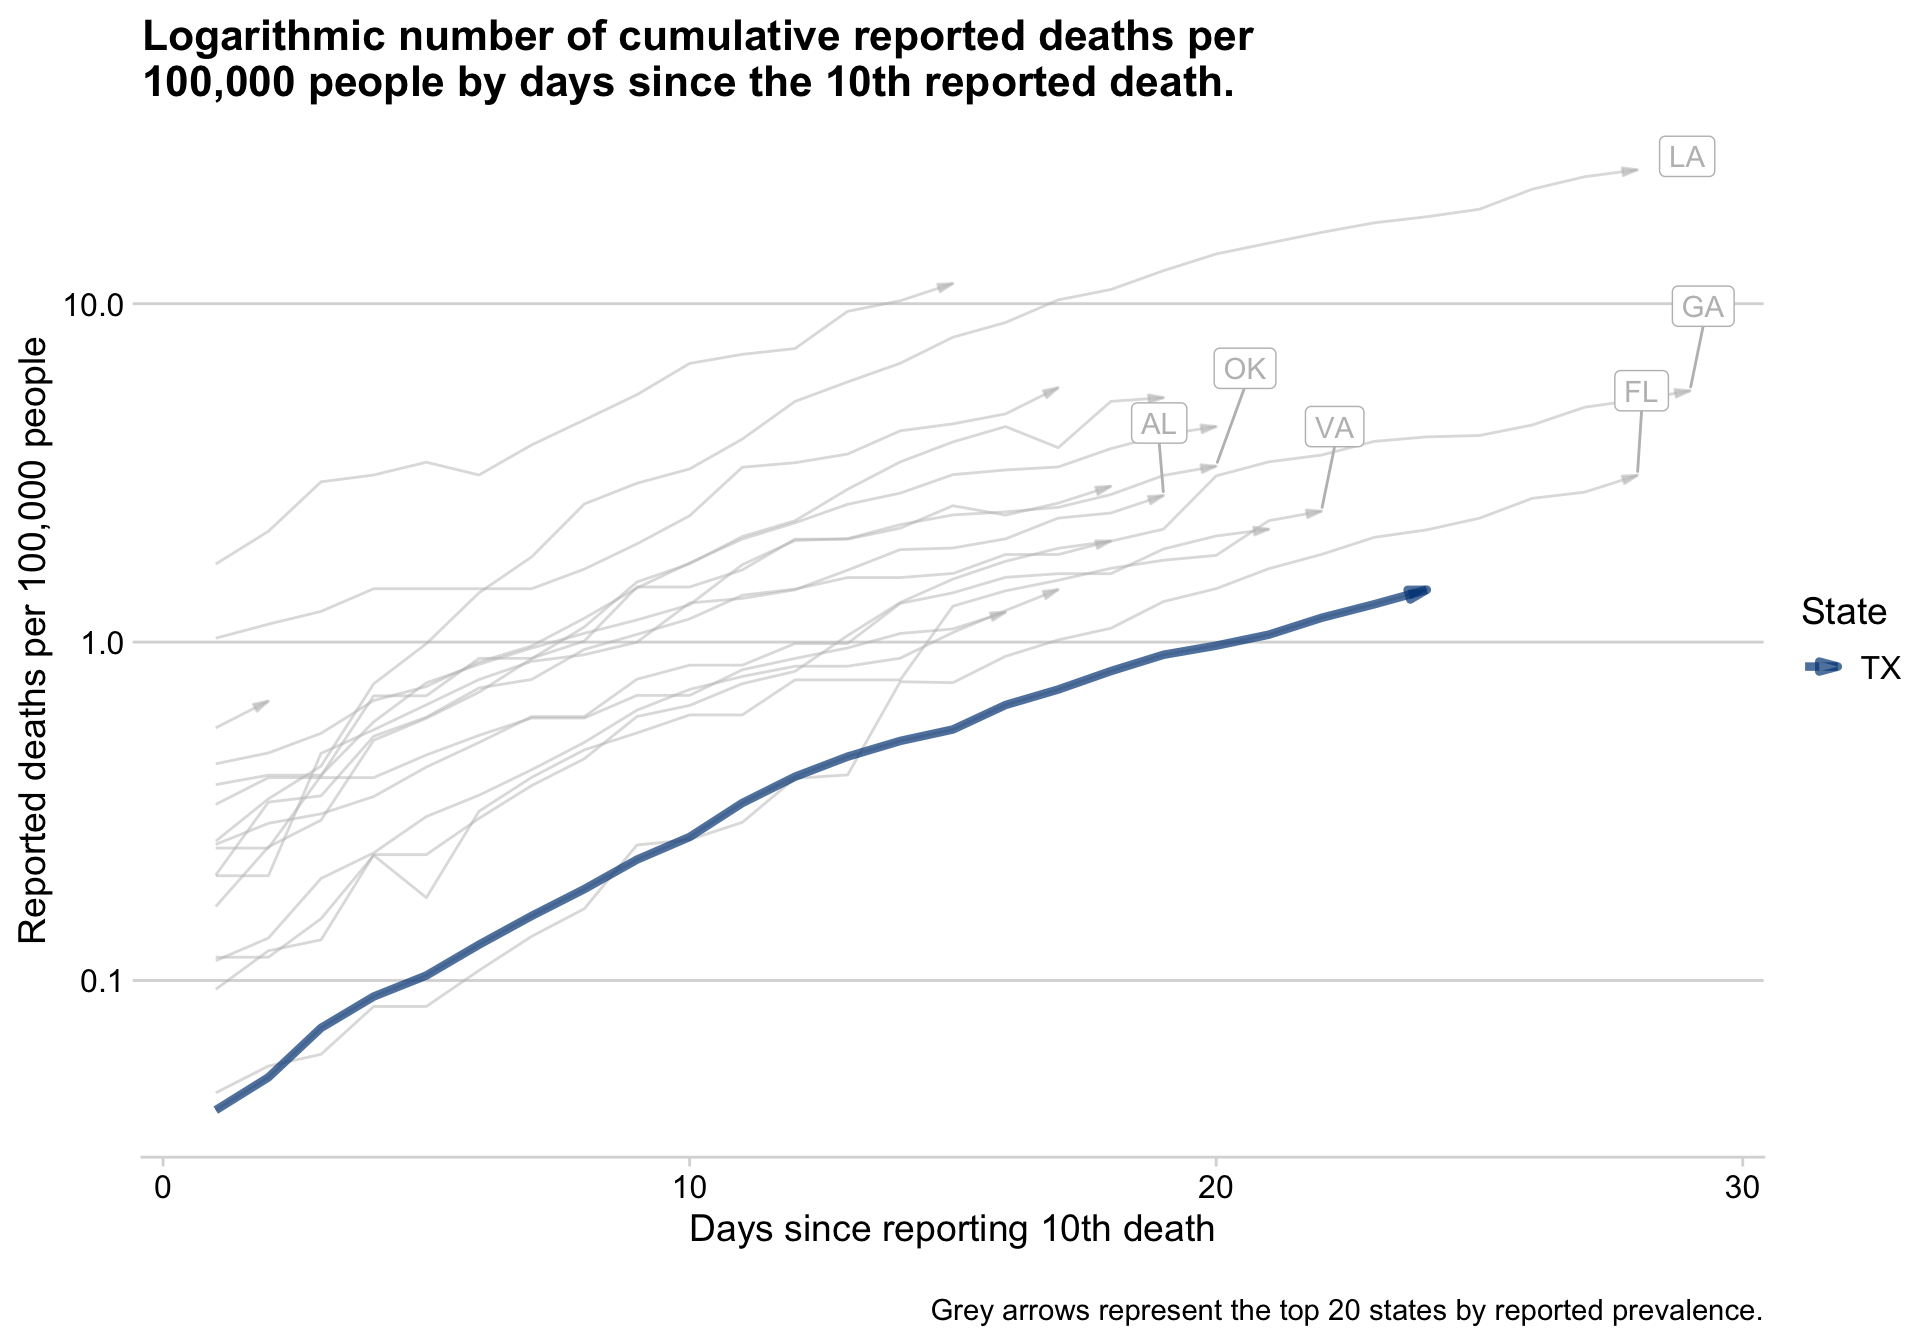 Logarithmic number of cumulative reported deaths per
100,000 people by days since the 10th reported death.
LA
GA
OK
FL
AL
VA
10.0
1.0
0.1
Reported deaths per 100,000 people
State
TX
0
10
20
30
Days since reporting 10th death
Grey arrows represent the top 20 states by reported prevalence.